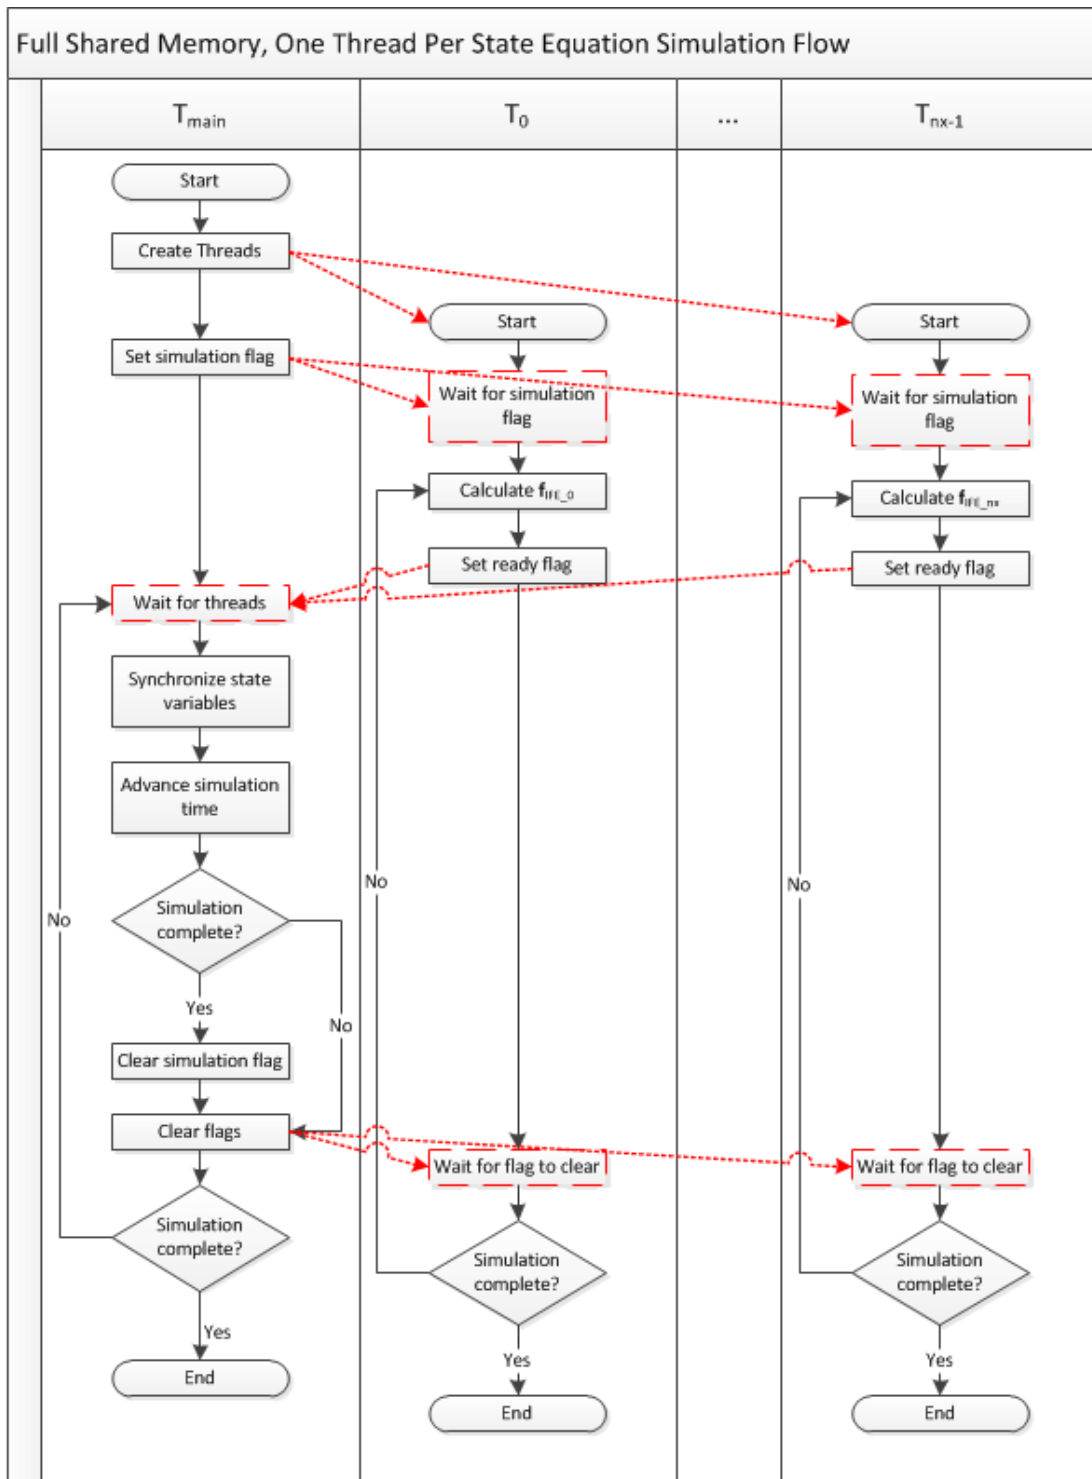 Full Shared Memory, One Thread Per State Equation Simulation Flow
Tmain
T0
...
Tnx-1
Start
Create Threads
Set simulation flag
Wait for threads
Synchronize state
variables
Advance simulation
time
Simulation
complete?
No
Yes
No
Clear simulation flag
Clear flags
Simulation
complete?
Yes
End
Start
Wait for simulation
flag
Calculate fIFE_0
Set ready flag
No
Wait for flag to clear
Simulation
complete?
Yes
End
Start
Wait for simulation
flag
Calculate fIFE_nx
Set ready flag
No
Wait for flag to clear
Simulation
complete?
Yes
End